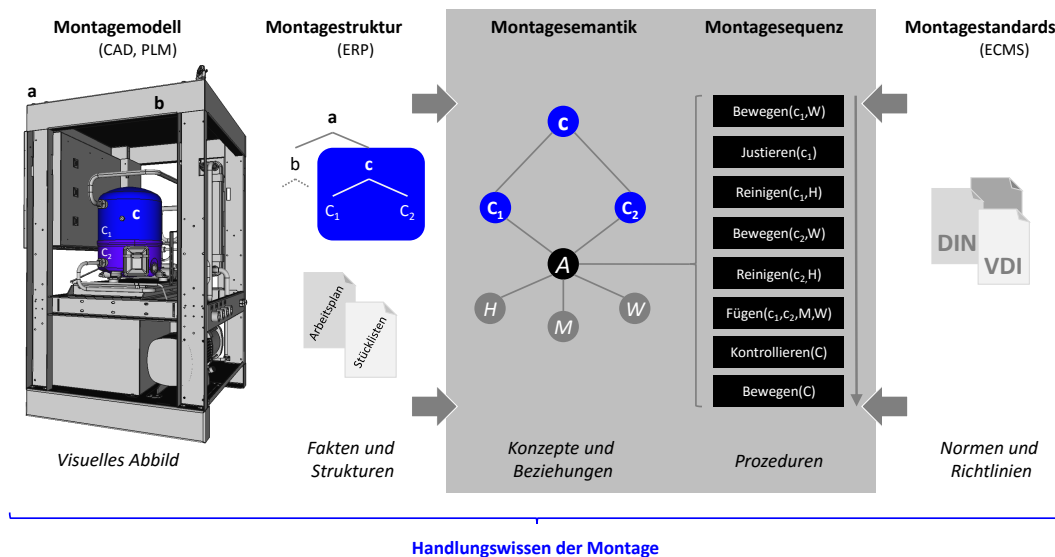 Montagemodell
(CAD, PLM)
Montagestruktur
(ERP)
Montagesemantik
Montagesequenz
Montagestandards
(ECMS)
a
b
c
C1
C2
a
b
c
C1
C2
Arbeitsplan
Stücklisten
c
C1
C2
A
H
M
W
Bewegen(c1,W)
Justieren(c1)
Reinigen(c1,H)
Bewegen(c2,W)
Reinigen(c2,H)
Fügen(c1,c2,M,W)
Kontrollieren(C)
Bewegen(C)
DIN
VDI
Visuelles Abbild
Fakten und
Strukturen
Konzepte und
Beziehungen
Prozeduren
Normen und
Richtlinien
Handlungswissen der Montage